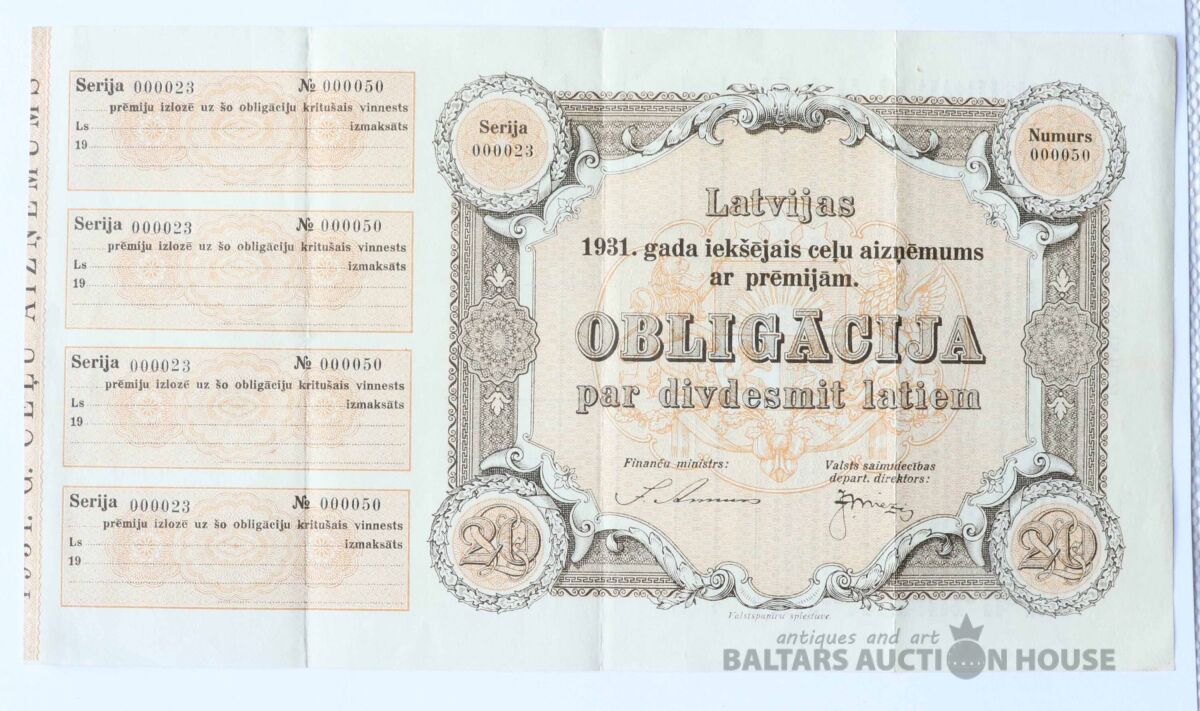 1931. G. CEĻU AIZŅĒMUMS
Serija 000023 № 000050
prēmiju izlozē uz šo obligāciju kritušais vinnests
Ls izmaksāts
19
Serija 000023 № 000050
prēmiju izlozē uz šo obligāciju kritušais vinnests
Ls izmaksāts
19
Serija 000023 № 000050
prēmiju izlozē uz šo obligāciju kritušais vinnests
Ls izmaksāts
19
Serija 000023 № 000050
prēmiju izlozē uz šo obligāciju kritušais vinnests
Ls izmaksāts
19
Serija
000023
Numurs
000050
Latvijas
1931. gada iekšējais ceļu aizņēmums
ar prēmijām.
OBLIGĀCIJA
par divdesmit latiem
Finanču ministrs:
Valsts saimniecības
depart. direktors:
Valstspapīru spiestuve
antiques and art
BALTARS AUCTION HOUSE